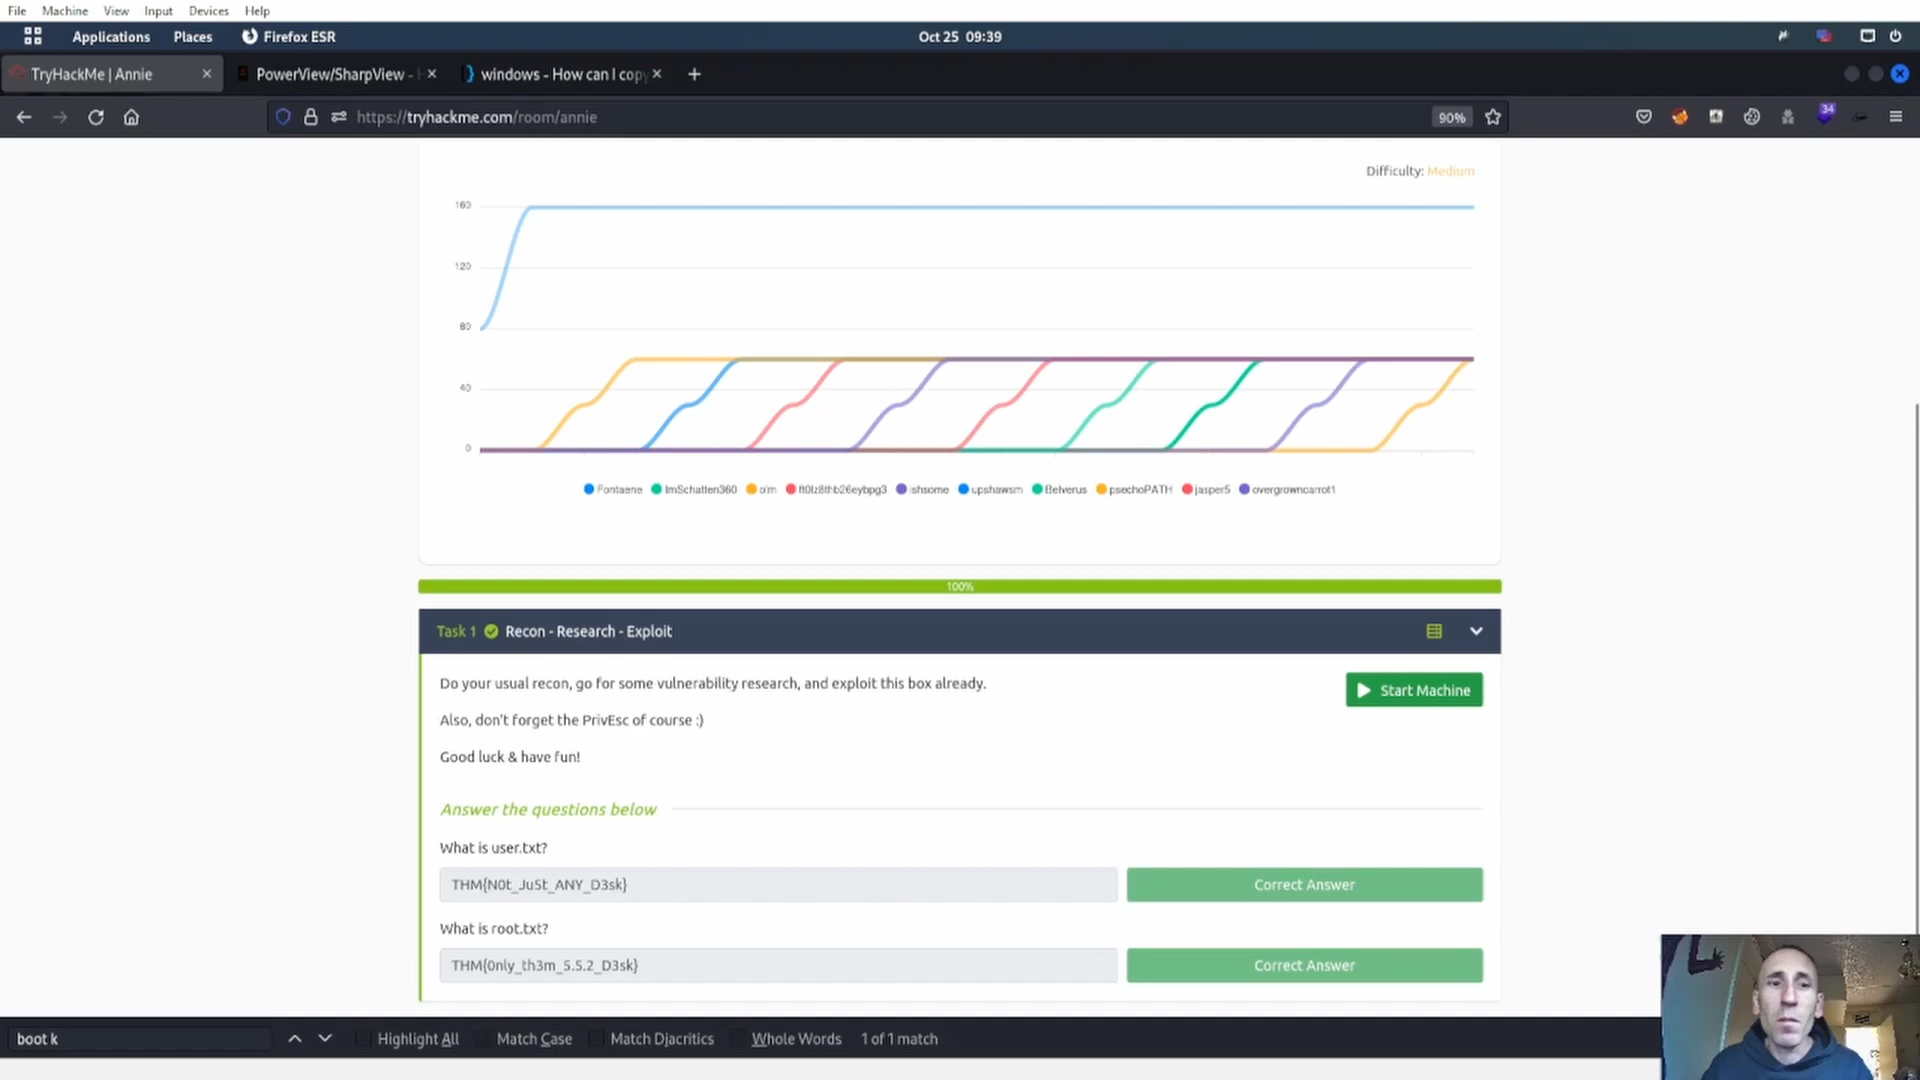 File Machine View Input Devices Help
Applications Places Firefox ESR Oct 25 09:39
TryHackMe | Annie PowerView/SharpView - windows - How can I copy
https://tryhackme.com/room/annie 90% 34
Difficulty: Medium
160
120
80
40
0
Fontaene ImSchatten360 o1m ishsome upshawsm Belverus psechoPATH jasper5 overgrowncarrot1
100%
Task 1 Recon - Research - Exploit
Do your usual recon, go for some vulnerability research, and exploit this box already.
Start Machine
Also, don't forget the PrivEsc of course :)
Good luck & have fun!
Answer the questions below
What is user.txt?
THM{N0t_Ju5t_ANY_D3sk}
Correct Answer
What is root.txt?
THM{0nly_th3m_5.5.2_D3sk}
Correct Answer
boot k Highlight All Match Case Match Diacritics Whole Words 1 of 1 match